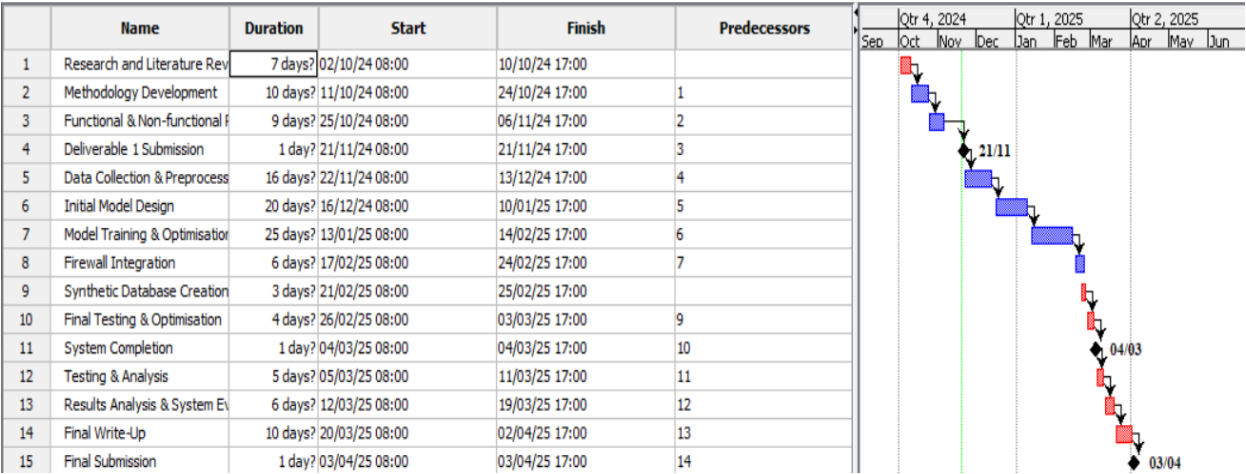 Name Duration Start Finish Predecessors
Qtr 4, 2024 Qtr 1, 2025 Qtr 2, 2025
Sep Oct Nov Dec Jan Feb Mar Apr May Jun
1 Research and Literature Rev 7 days? 02/10/24 08:00 10/10/24 17:00
2 Methodology Development 10 days? 11/10/24 08:00 24/10/24 17:00 1
3 Functional & Non-functional F 9 days? 25/10/24 08:00 06/11/24 17:00 2
4 Deliverable 1 Submission 1 day? 21/11/24 08:00 21/11/24 17:00 3 21/11
5 Data Collection & Preprocess 16 days? 22/11/24 08:00 13/12/24 17:00 4
6 Initial Model Design 20 days? 16/12/24 08:00 10/01/25 17:00 5
7 Model Training & Optimisation 25 days? 13/01/25 08:00 14/02/25 17:00 6
8 Firewall Integration 6 days? 17/02/25 08:00 24/02/25 17:00 7
9 Synthetic Database Creation 3 days? 21/02/25 08:00 25/02/25 17:00
10 Final Testing & Optimisation 4 days? 26/02/25 08:00 03/03/25 17:00 9
11 System Completion 1 day? 04/03/25 08:00 04/03/25 17:00 10 04/03
12 Testing & Analysis 5 days? 05/03/25 08:00 11/03/25 17:00 11
13 Results Analysis & System Ev 6 days? 12/03/25 08:00 19/03/25 17:00 12
14 Final Write-Up 10 days? 20/03/25 08:00 02/04/25 17:00 13
15 Final Submission 1 day? 03/04/25 08:00 03/04/25 17:00 14 03/04